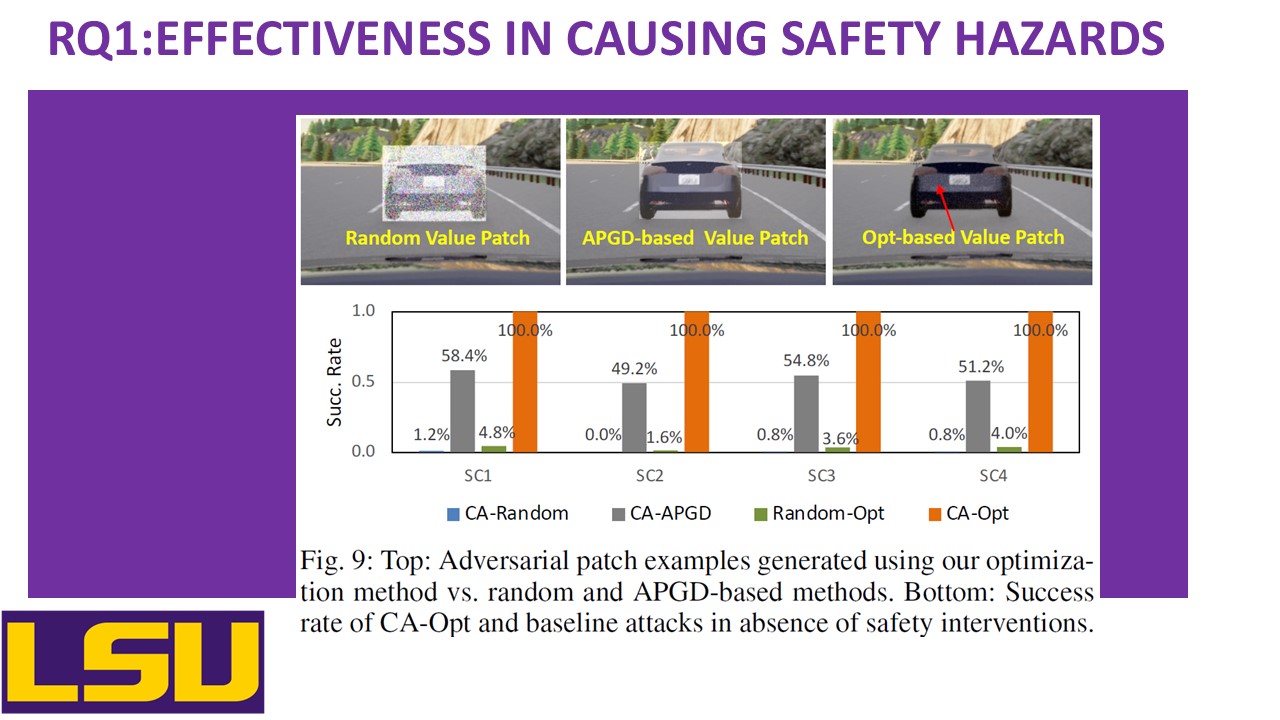 RQ1:EFFECTIVENESS IN CAUSING SAFETY HAZARDS
Random Value Patch
APGD-based Value Patch
Opt-based Value Patch
Succ. Rate
1.0
0.5
0.0
1.2%
58.4%
4.8%
100.0%
0.0%
49.2%
1.6%
100.0%
0.8%
54.8%
3.6%
100.0%
0.8%
51.2%
4.0%
100.0%
SC1
SC2
SC3
SC4
CA-Random
CA-APGD
Random-Opt
CA-Opt
Fig. 9: Top: Adversarial patch examples generated using our optimiza-
tion method vs. random and APGD-based methods. Bottom: Success
rate of CA-Opt and baseline attacks in absence of safety interventions.
LSU